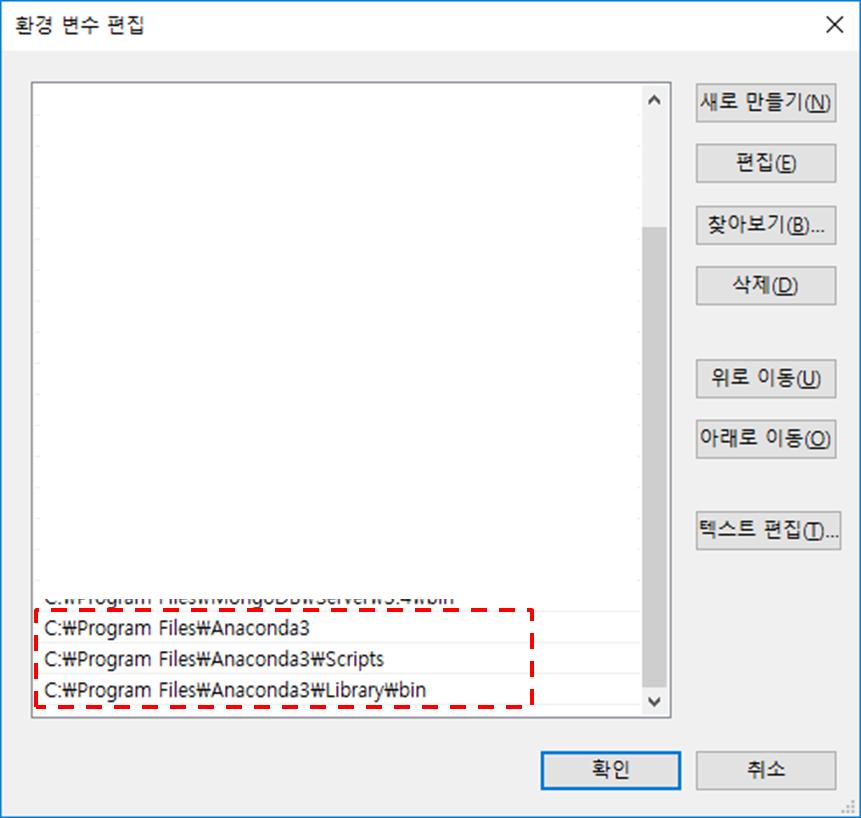 환경 변수 편집
새로 만들기(N)
편집(E)
찾아보기(B)...
삭제(D)
위로 이동(U)
아래로 이동(O)
텍스트 편집(T)...
C:₩Program Files₩MongoDB₩Server₩3.4₩bin
C:₩Program Files₩Anaconda3
C:₩Program Files₩Anaconda3₩Scripts
C:₩Program Files₩Anaconda3₩Library₩bin
확인
취소